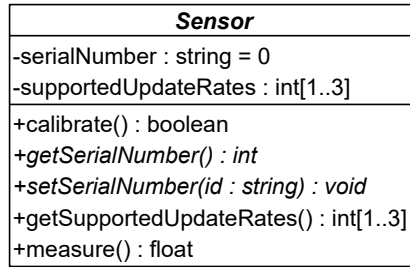 Sensor
-serialNumber : string = 0
-supportedUpdateRates : int[1..3]
+calibrate() : boolean
+getSerialNumber() : int
+setSerialNumber(id : string) : void
+getSupportedUpdateRates() : int[1..3]
+measure() : float